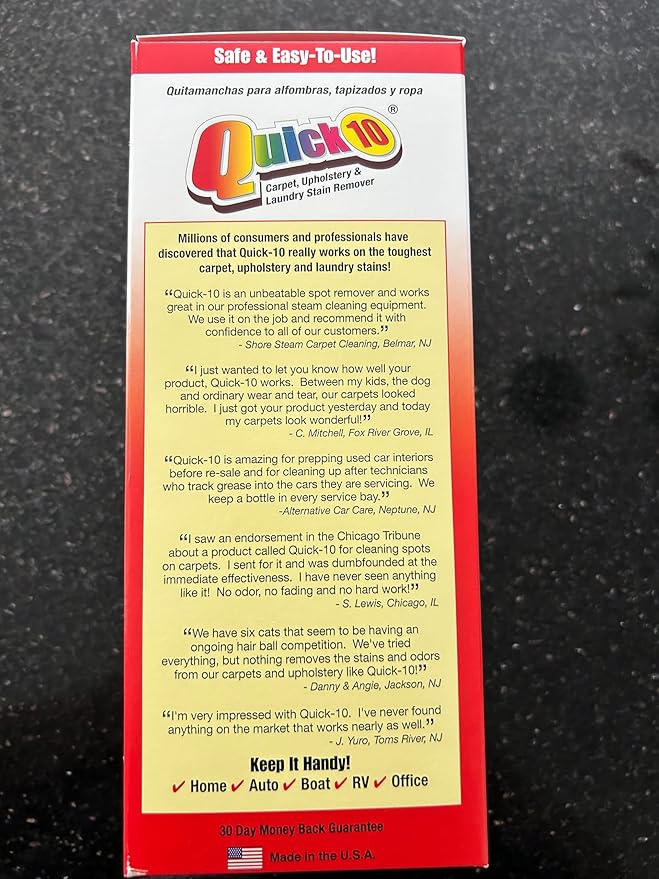 Safe & Easy-To-Use!
Quitamanchas para alfombras, tapizados y ropa
Quick 10®
Carpet, Upholstery &
Laundry Stain Remover
Millions of consumers and professionals have
discovered that Quick-10 really works on the toughest
carpet, upholstery and laundry stains!
“Quick-10 is an unbeatable spot remover and works
great in our professional steam cleaning equipment.
We use it on the job and recommend it with
confidence to all of our customers.”
- Shore Steam Carpet Cleaning, Belmar, NJ
“I just wanted to let you know how well your
product, Quick-10 works. Between my kids, the dog
and ordinary wear and tear, our carpets looked
horrible. I just got your product yesterday and today
my carpets look wonderful!”
- C. Mitchell, Fox River Grove, IL
“Quick-10 is amazing for prepping used car interiors
before re-sale and for cleaning up after technicians
who track grease into the cars they are servicing. We
keep a bottle in every service bay.”
-Alternative Car Care, Neptune, NJ
“I saw an endorsement in the Chicago Tribune
about a product called Quick-10 for cleaning spots
on carpets. I sent for it and was dumbfounded at the
immediate effectiveness. I have never seen anything
like it! No odor, no fading and no hard work!”
- S. Lewis, Chicago, IL
“We have six cats that seem to be having an
ongoing hair ball competition. We've tried
everything, but nothing removes the stains and odors
from our carpets and upholstery like Quick-10!”
- Danny & Angie, Jackson, NJ
“I'm very impressed with Quick-10. I've never found
anything on the market that works nearly as well.”
- J. Yuro, Toms River, NJ
Keep It Handy!
✓ Home ✓ Auto ✓ Boat ✓ RV ✓ Office
30 Day Money Back Guarantee
Made in the U.S.A.